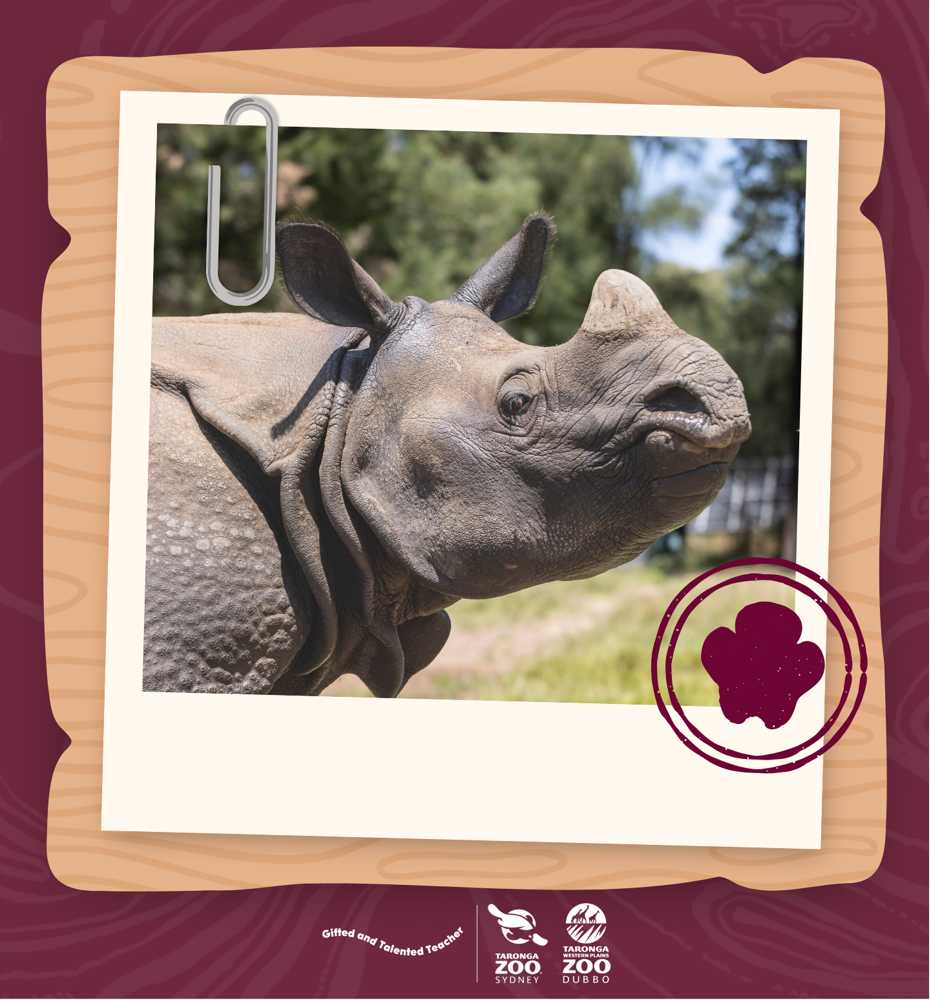 Gifted and Talented Teacher
TARONGA
ZOO
SYDNEY
TARONGA
WESTERN PLAINS
ZOO
DUBBO